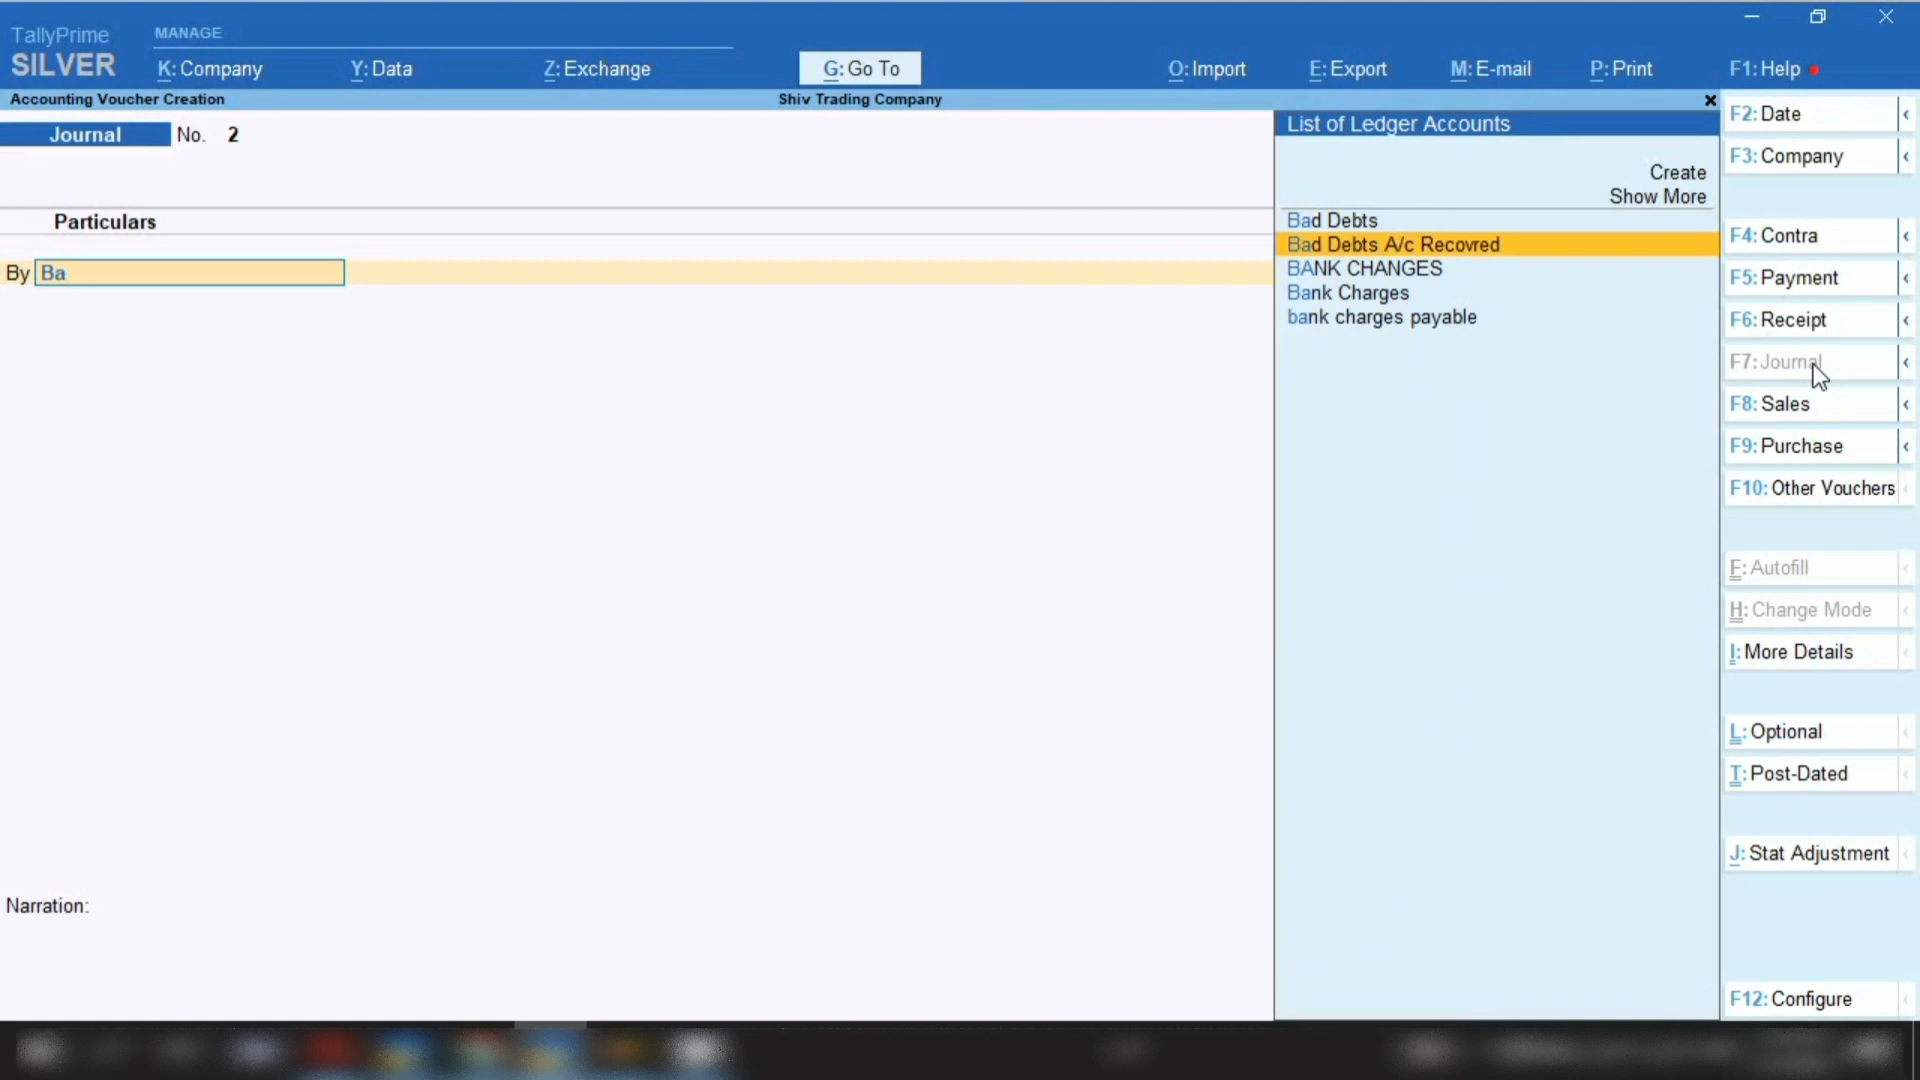 TallyPrime
SILVER
MANAGE
K: Company
Y: Data
Z: Exchange
G: Go To
O: Import
E: Export
M: E-mail
P: Print
F1: Help
Accounting Voucher Creation
Shiv Trading Company
Journal No. 2
Particulars
By Ba
Narration:
List of Ledger Accounts
Create
Show More
Bad Debts
Bad Debts A/c Recovred
BANK CHANGES
Bank Charges
bank charges payable
F2: Date
F3: Company
F4: Contra
F5: Payment
F6: Receipt
F7: Journal
F8: Sales
F9: Purchase
F10: Other Vouchers
F: Autofill
H: Change Mode
I: More Details
L: Optional
T: Post-Dated
J: Stat Adjustment
F12: Configure